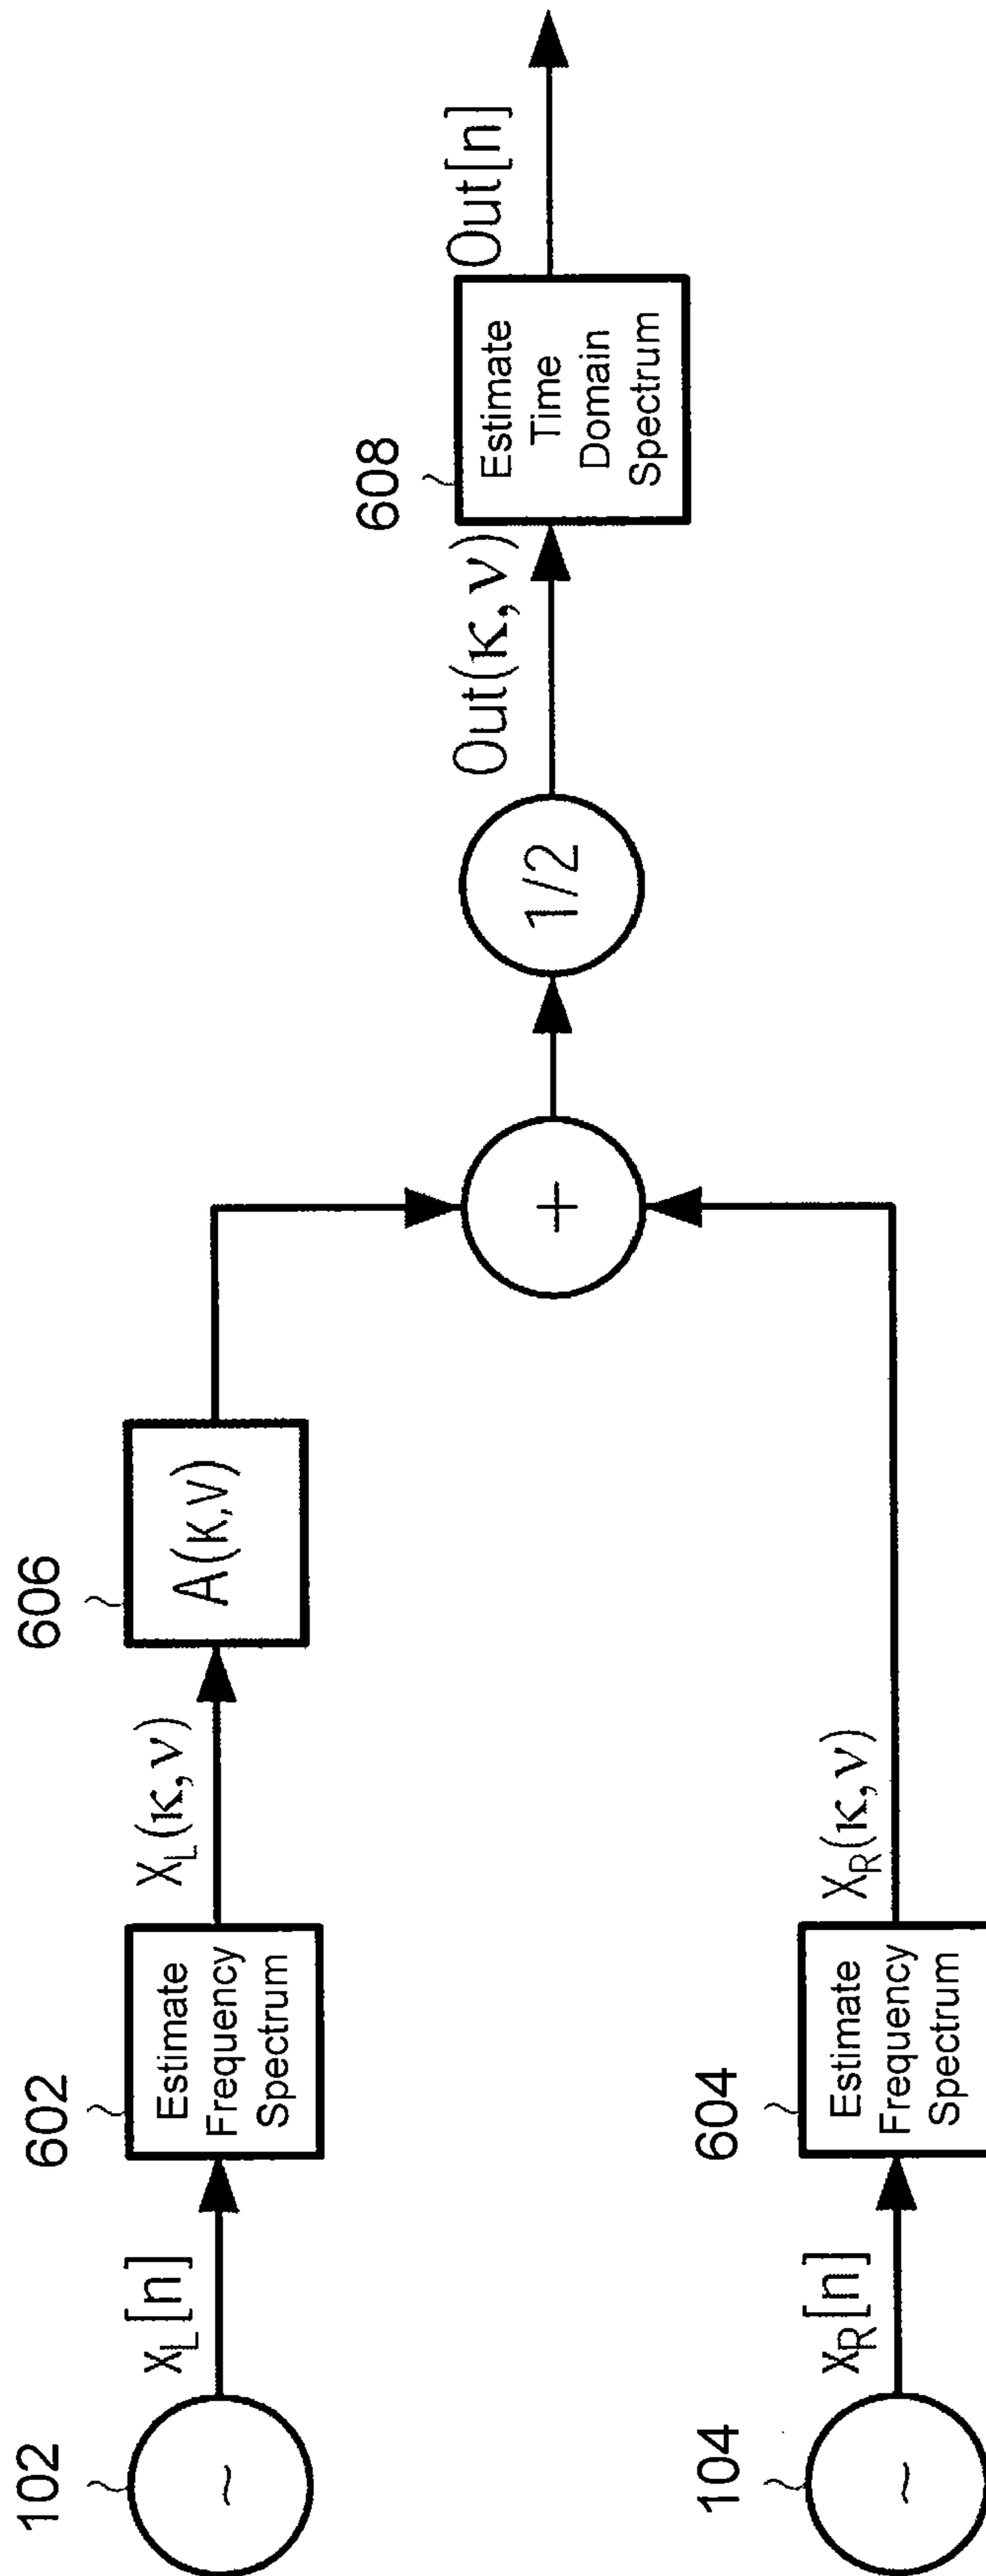 102
~
x_L[n]
602
Estimate
Frequency
Spectrum
X_L(κ,ν)
606
A(κ,ν)
104
~
x_R[n]
604
Estimate
Frequency
Spectrum
X_R(κ,ν)
+
1/2
Out(κ,ν)
608
Estimate
Time
Domain
Spectrum
Out[n]